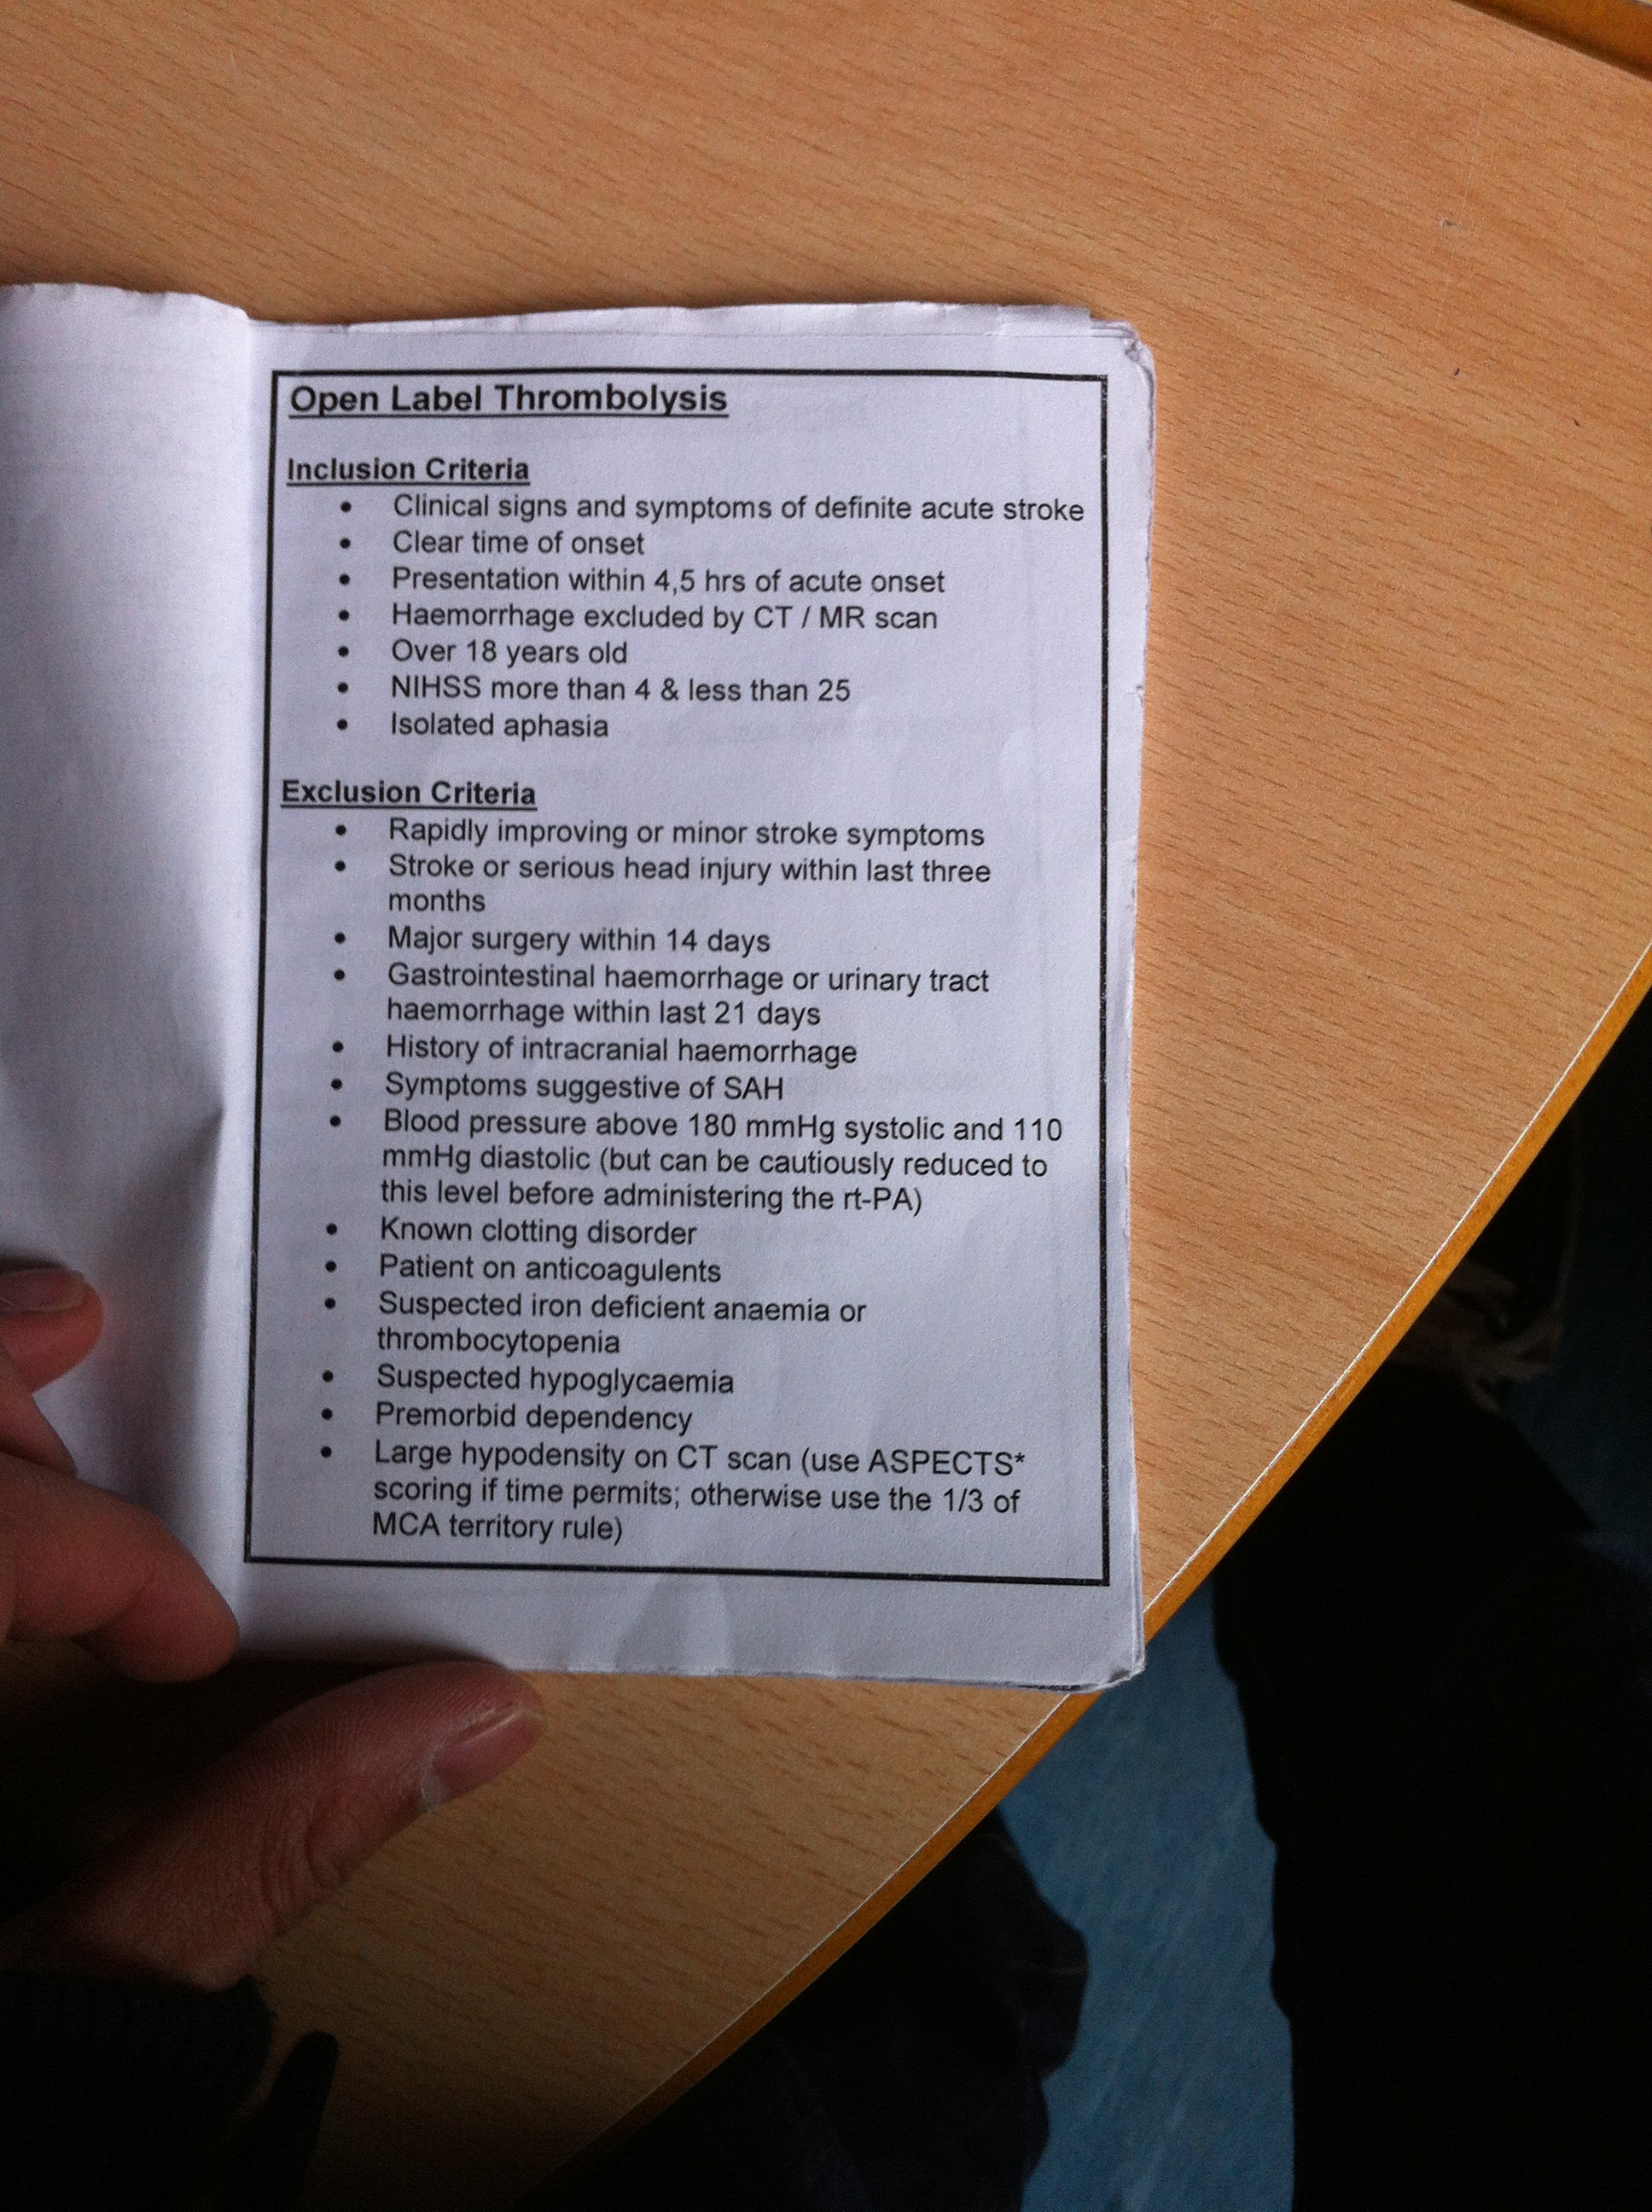 Open Label Thrombolysis
Inclusion Criteria
• Clinical signs and symptoms of definite acute stroke
• Clear time of onset
• Presentation within 4,5 hrs of acute onset
• Haemorrhage excluded by CT / MR scan
• Over 18 years old
• NIHSS more than 4 & less than 25
• Isolated aphasia
Exclusion Criteria
• Rapidly improving or minor stroke symptoms
• Stroke or serious head injury within last three
months
• Major surgery within 14 days
• Gastrointestinal haemorrhage or urinary tract
haemorrhage within last 21 days
• History of intracranial haemorrhage
• Symptoms suggestive of SAH
• Blood pressure above 180 mmHg systolic and 110
mmHg diastolic (but can be cautiously reduced to
this level before administering the rt-PA)
• Known clotting disorder
• Patient on anticoagulents
• Suspected iron deficient anaemia or
thrombocytopenia
• Suspected hypoglycaemia
• Premorbid dependency
• Large hypodensity on CT scan (use ASPECTS*
scoring if time permits; otherwise use the 1/3 of
MCA territory rule)